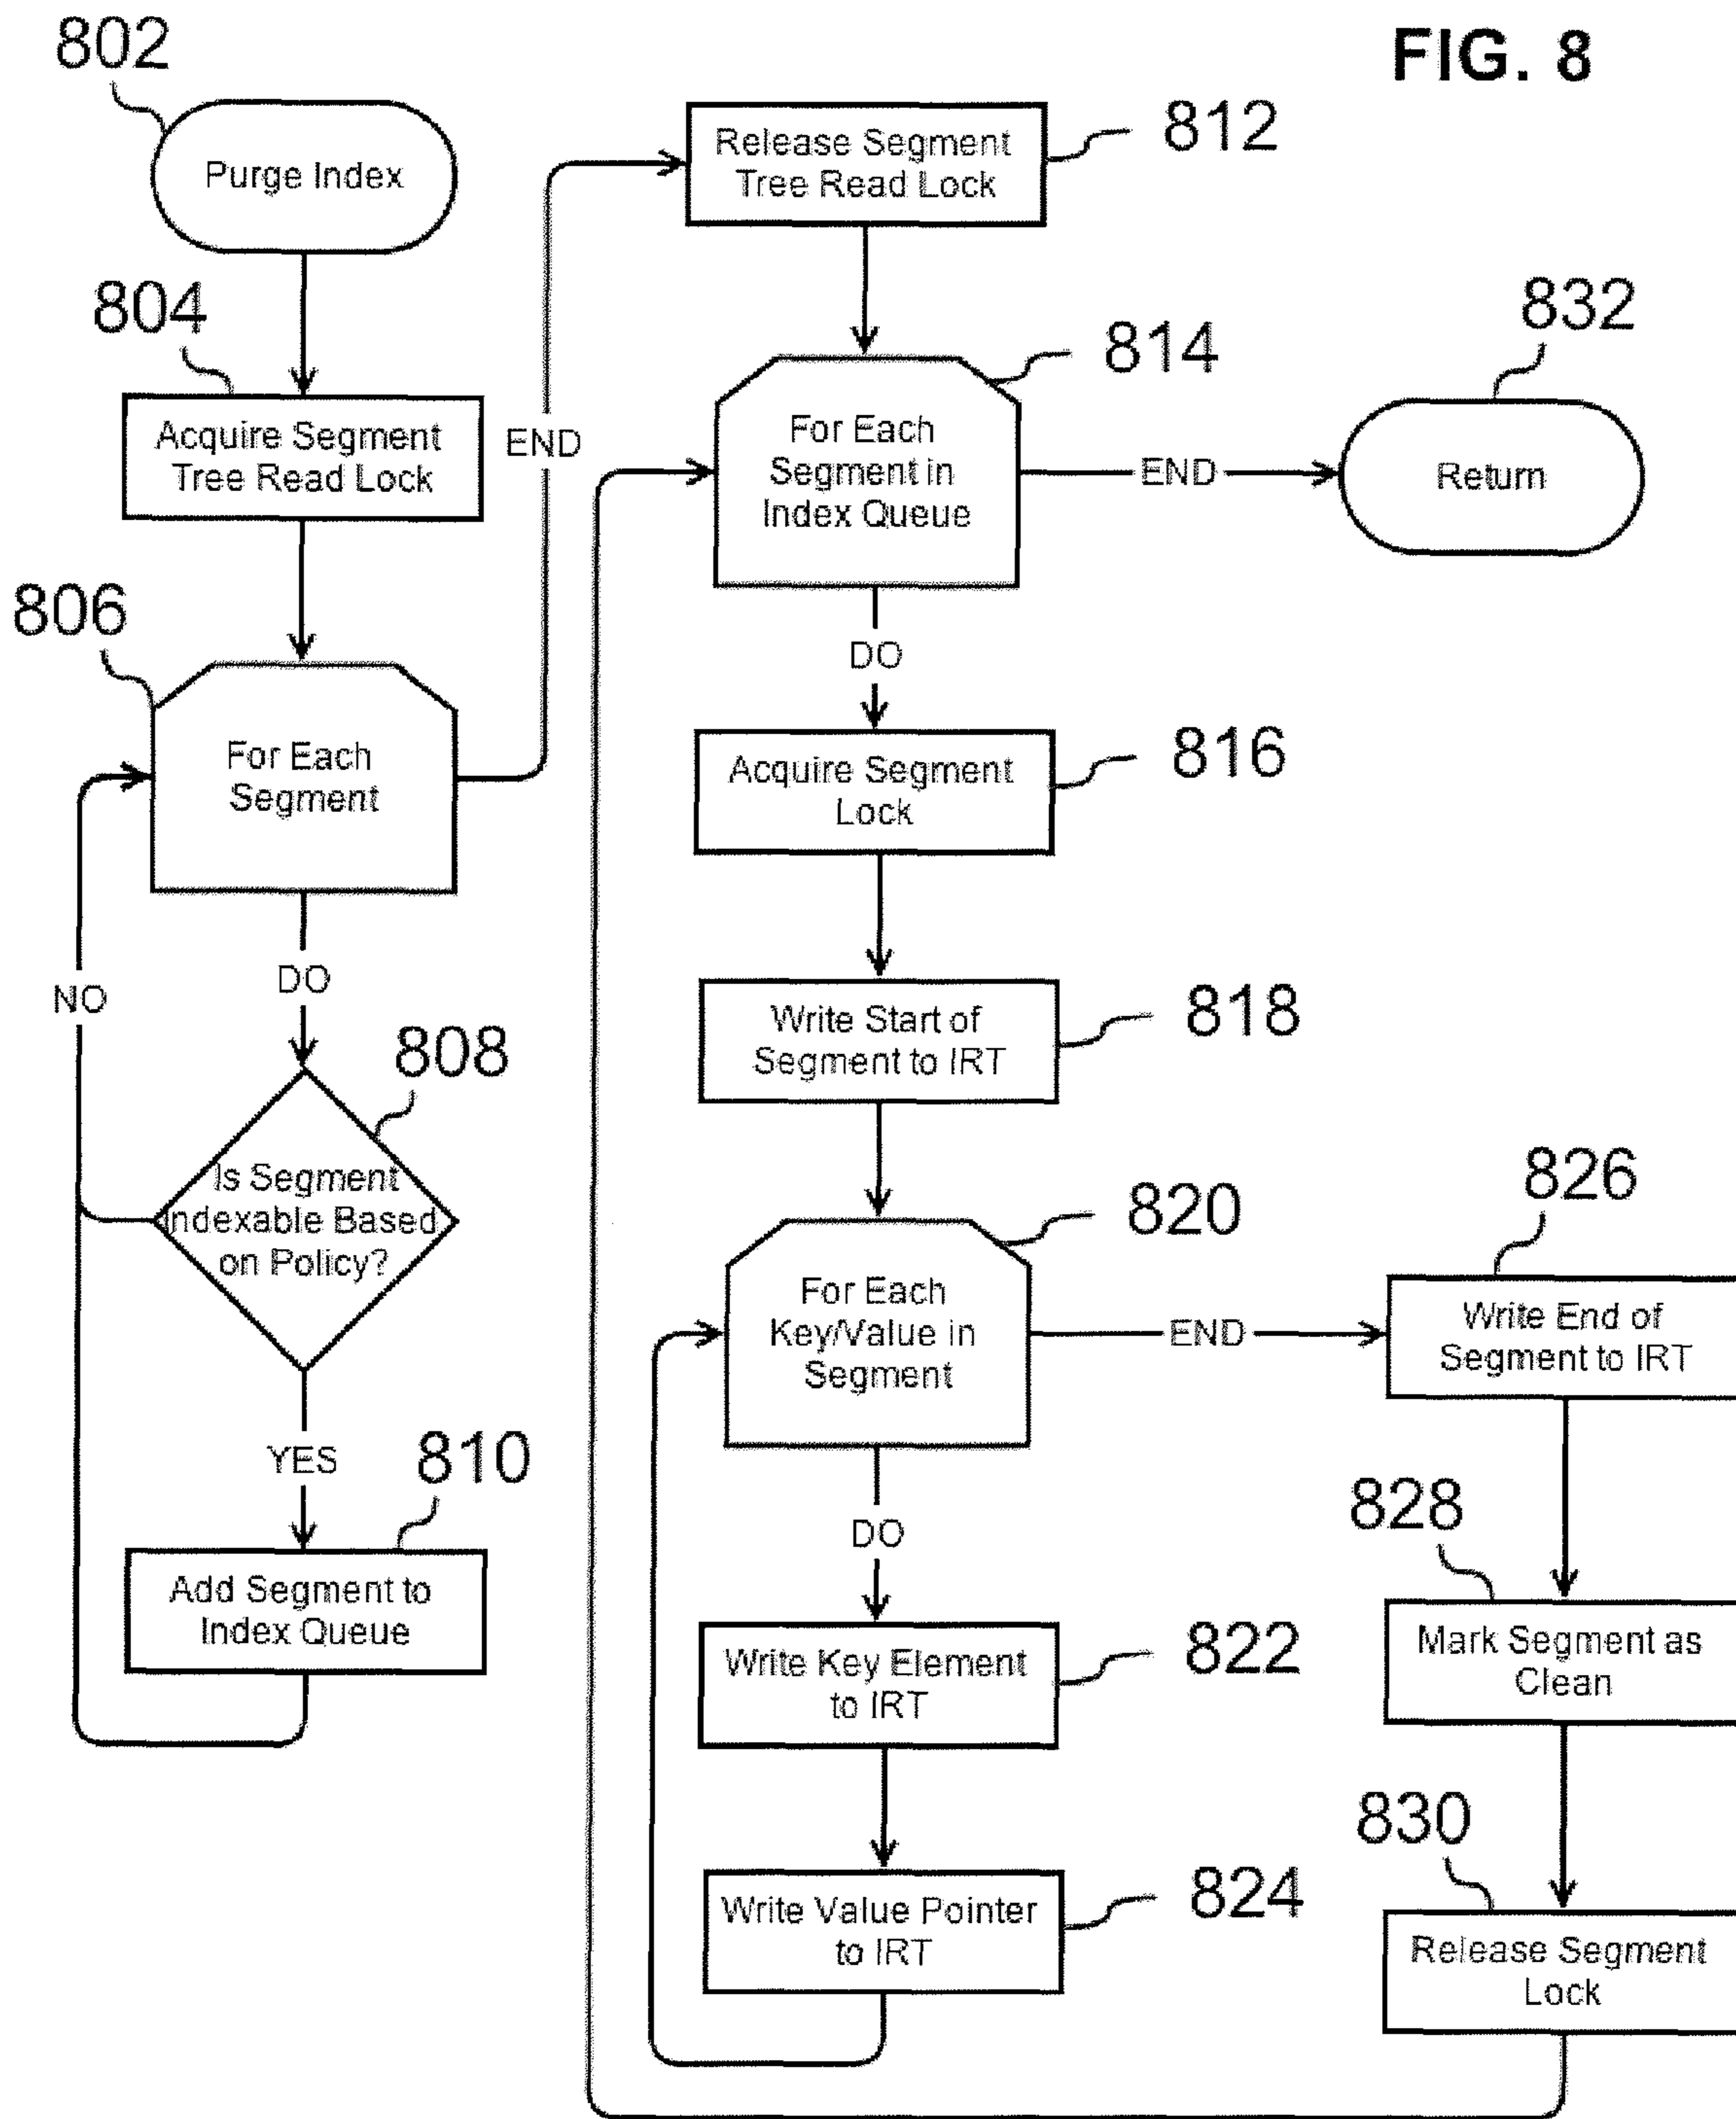 FIG. 8
802
Purge Index
804
Acquire Segment
Tree Read Lock
806
For Each
Segment
END
DO
NO
808
Is Segment
Indexable Based
on Policy?
YES
810
Add Segment to
Index Queue
812
Release Segment
Tree Read Lock
814
For Each
Segment in
Index Queue
END
832
Return
DO
816
Acquire Segment
Lock
818
Write Start of
Segment to IRT
820
For Each
Key/Value in
Segment
END
DO
822
Write Key Element
to IRT
824
Write Value Pointer
to IRT
826
Write End of
Segment to IRT
828
Mark Segment as
Clean
830
Release Segment
Lock